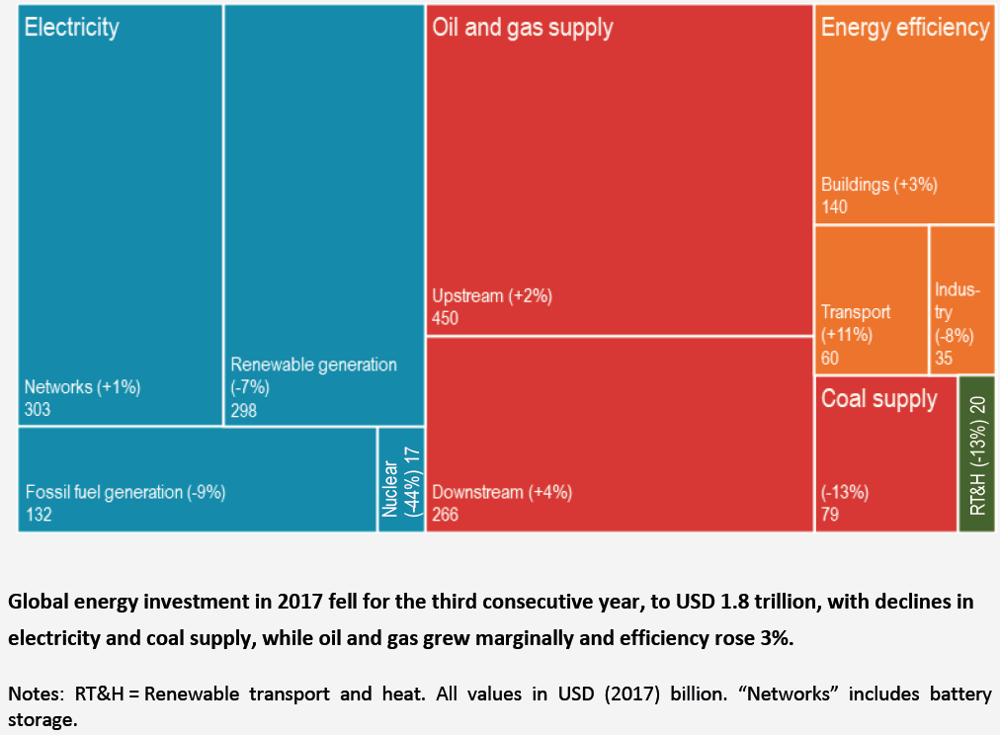 Electricity
Networks (+1%)
303
Renewable generation
(-7%)
298
Fossil fuel generation (-9%)
132
Nuclear
(-44%) 17
Oil and gas supply
Upstream (+2%)
450
Downstream (+4%)
266
Energy efficiency
Buildings (+3%)
140
Transport
(+11%)
60
Indus-
try
(-8%)
35
Coal supply
(-13%)
79
RT&H (-13%) 20
Global energy investment in 2017 fell for the third consecutive year, to USD 1.8 trillion, with declines in
electricity and coal supply, while oil and gas grew marginally and efficiency rose 3%.
Notes: RT&H = Renewable transport and heat. All values in USD (2017) billion. “Networks” includes battery
storage.